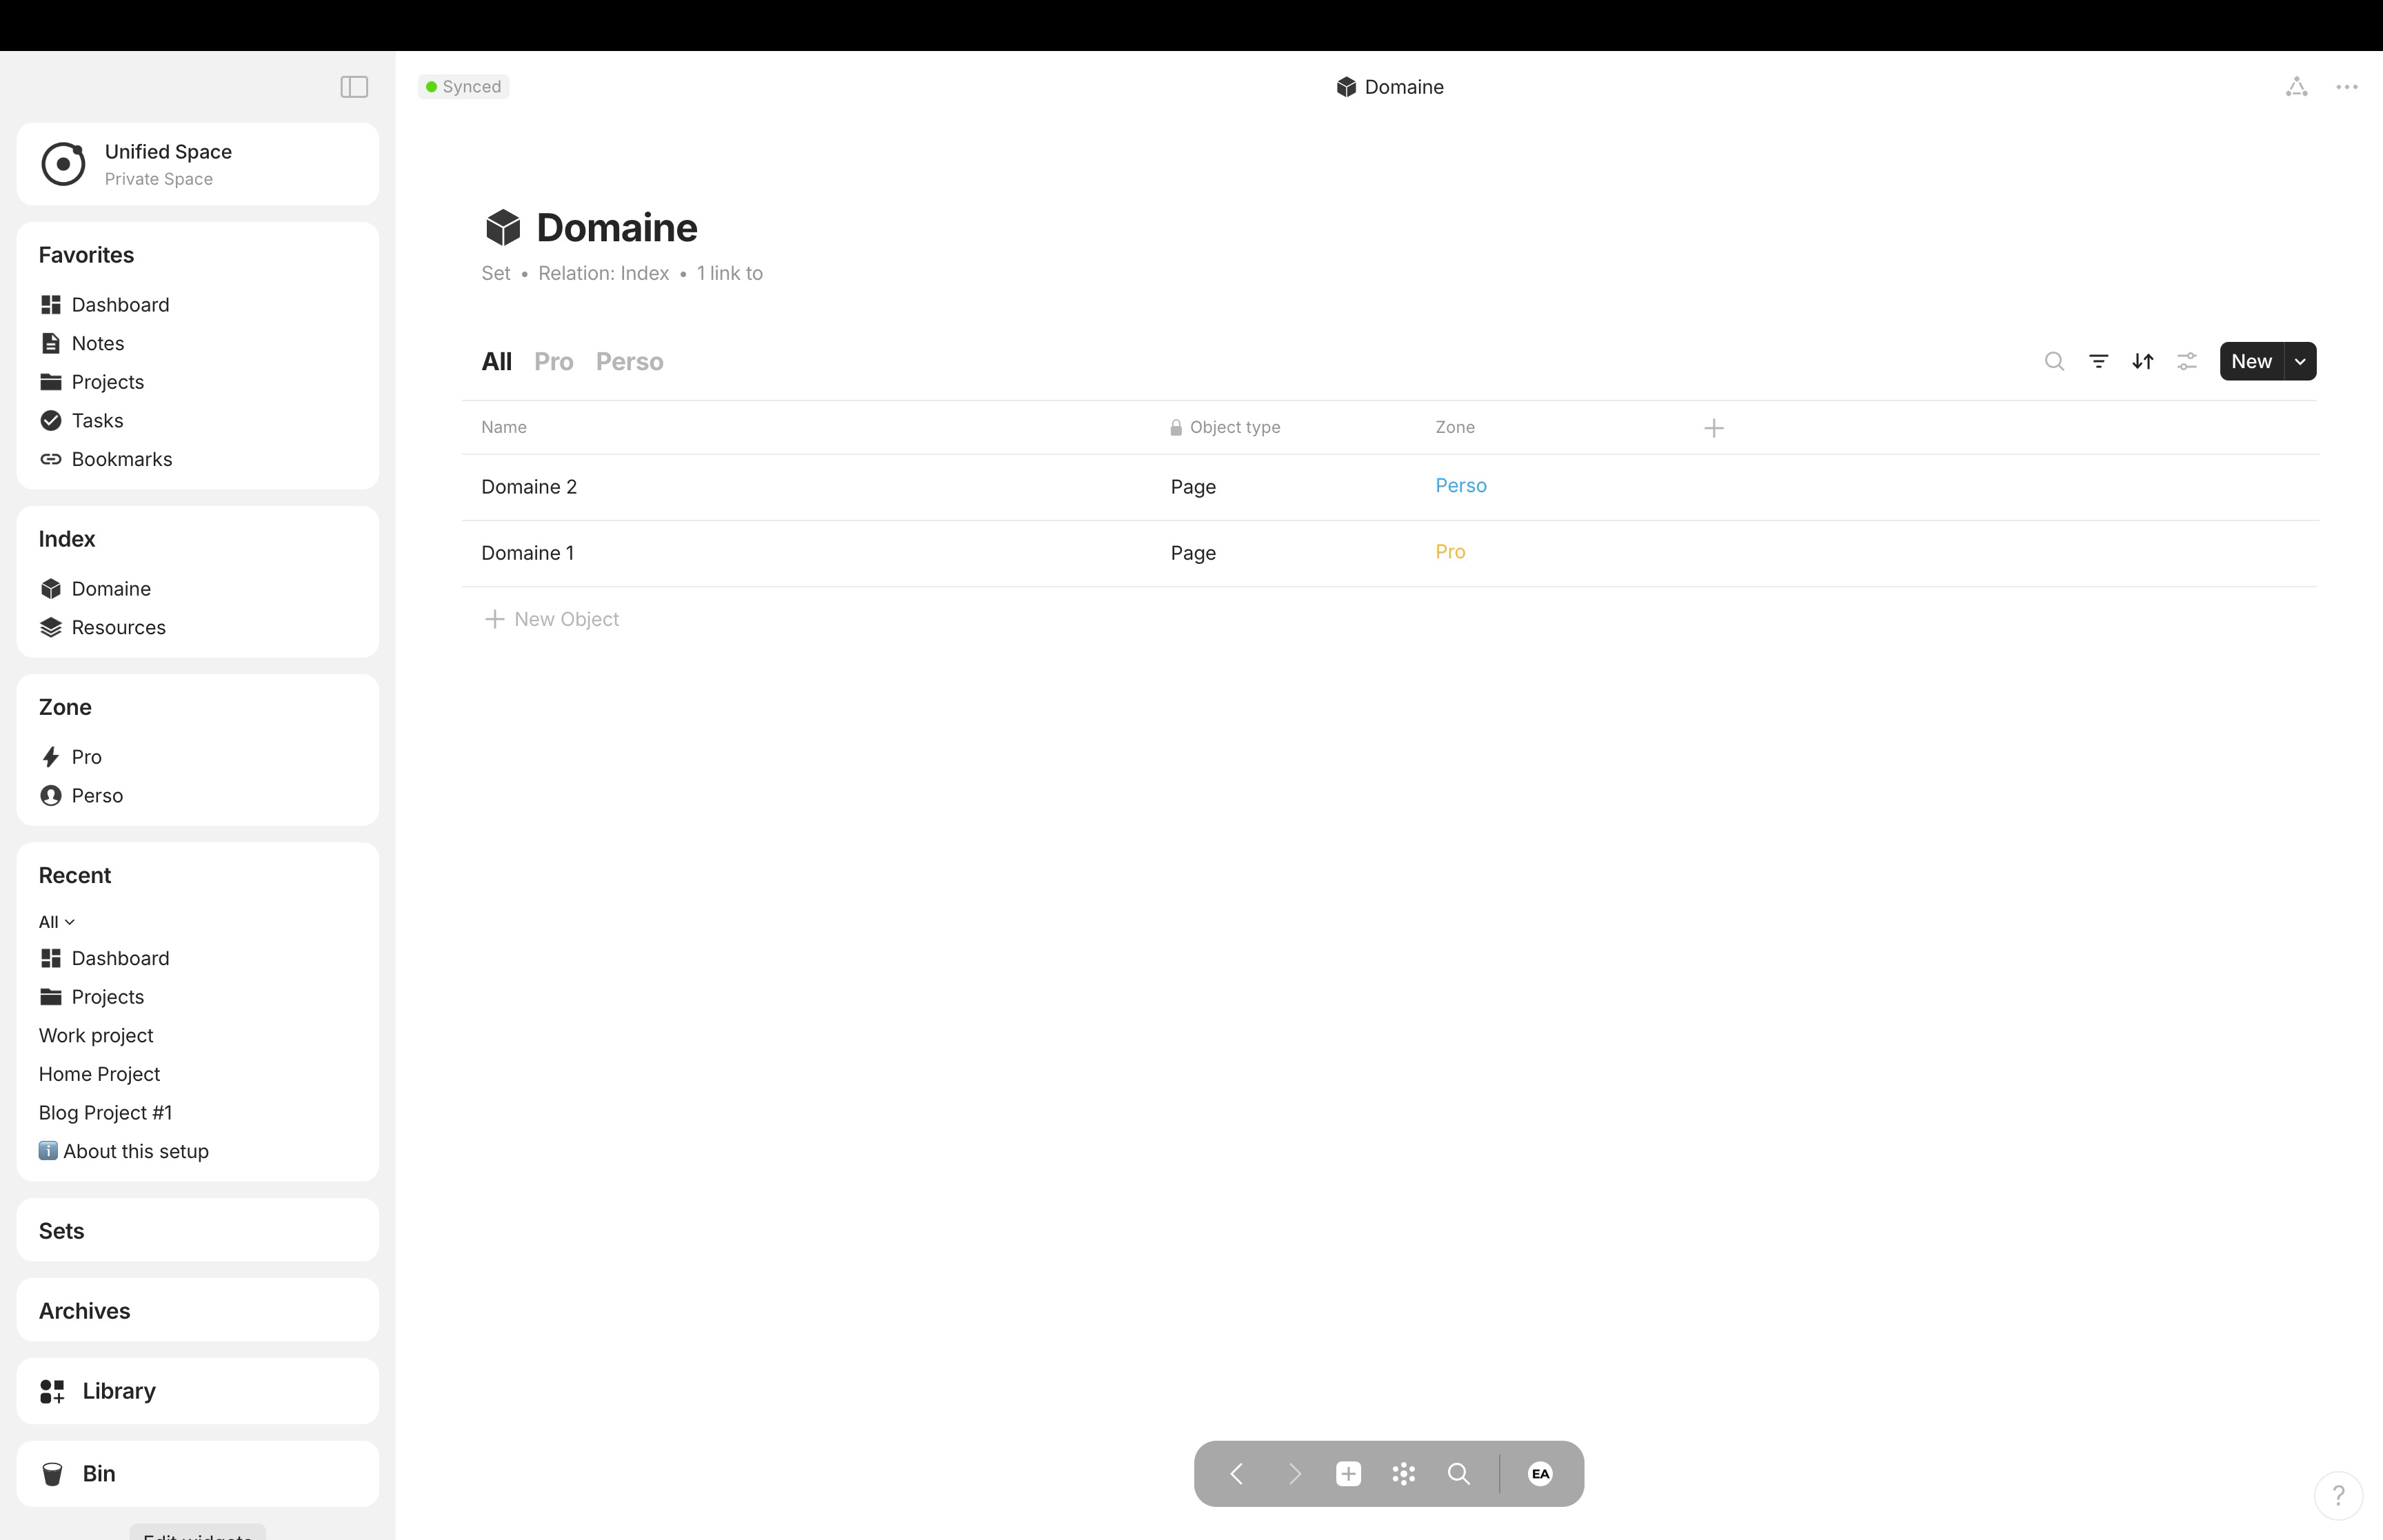 Synced
Domaine
Unified Space
Private Space
Favorites
Dashboard
Notes
Projects
Tasks
Bookmarks
Index
Domaine
Resources
Zone
Pro
Perso
Recent
All
Dashboard
Projects
Work project
Home Project
Blog Project #1
About this setup
Sets
Archives
Library
Bin
Edit widgets
Domaine
Set • Relation: Index • 1 link to
All Pro Perso
New
Name Object type Zone
Domaine 2 Page Perso
Domaine 1 Page Pro
New Object
EA
?